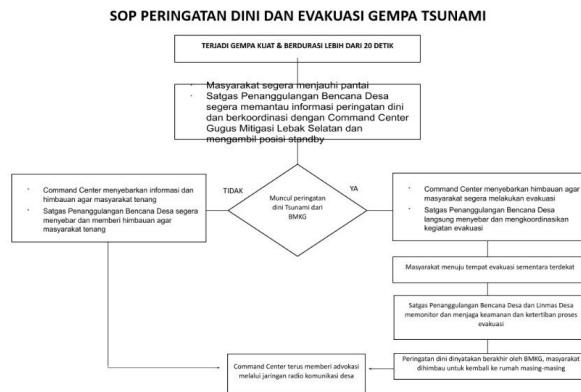 SOP PERINGATAN DINI DAN EVAKUASI GEMPA TSUNAMI
TERJADI GEMPA KUAT & BERDURASI LEBIH DARI 20 DETIK
· Masyarakat segera menjauhi pantai
· Satgas Penanggulangan Bencana Desa
segera memantau informasi peringatan dini
dan berkoordinasi dengan Command Center
Gugus Mitigasi Lebak Selatan dan
mengambil posisi standby
Muncul peringatan
dini Tsunami dari
BMKG
TIDAK
· Command Center menyebarkan informasi dan
himbauan agar masyarakat tenang
· Satgas Penanggulangan Bencana Desa segera
menyebar dan memberi himbauan agar
masyarakat tenang
YA
· Command Center menyebarkan himbauan agar
masyarakat segera melakukan evakuasi
· Satgas Penanggulangan Bencana Desa
langsung menyebar dan mengkoordinasikan
kegiatan evakuasi
Masyarakat menuju tempat evakuasi sementara terdekat
Satgas Penanggulangan Bencana Desa dan Linmas Desa
memonitor dan menjaga keamanan dan ketertiban proses
evakuasi
Peringatan dini dinyatakan berakhir oleh BMKG, masyarakat
dihimbau untuk kembali ke rumah masing-masing
Command Center terus memberi advokasi
melalui jaringan radio komunikasi desa